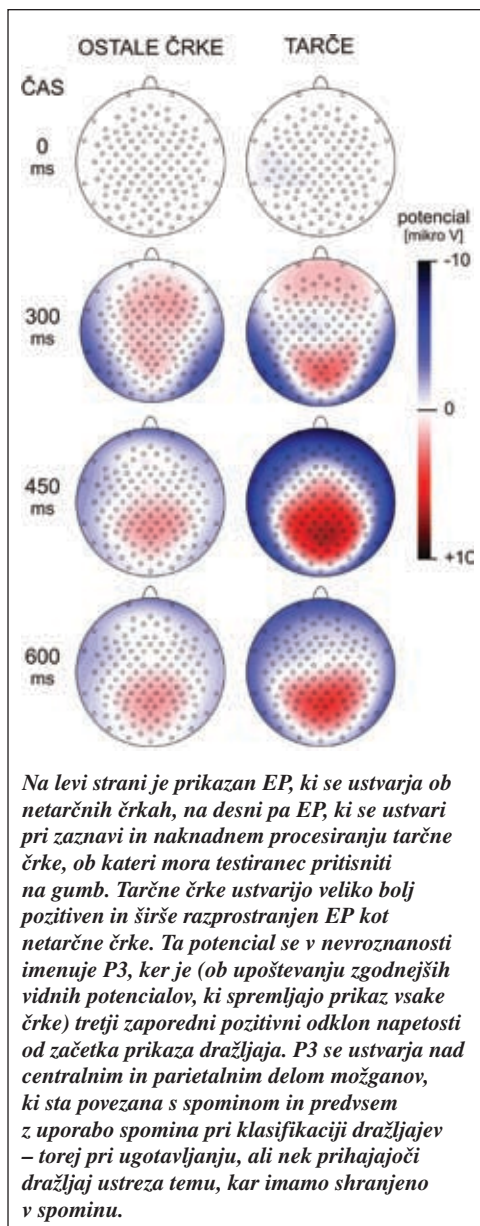 OSTALE ČRKE TARČE
ČAS
0
ms
potencial
[mikro V]
-10
300
ms
0
450
ms
+10
600
ms
Na levi strani je prikazan EP, ki se ustvarja ob
netarčnih črkah, na desni pa EP, ki se ustvari
pri zaznavi in naknadnem procesiranju tarčne
črke, ob kateri mora testiranec pritisniti
na gumb. Tarčne črke ustvarijo veliko bolj
pozitiven in širše razprostranjen EP kot
netarčne črke. Ta potencial se v nevroznanosti
imenuje P3, ker je (ob upoštevanju zgodnejših
vidnih potencialov, ki spremljajo prikaz vsake
črke) tretji zaporedni pozitivni odklon napetosti
od začetka prikaza dražljaja. P3 se ustvarja nad
centralnim in parietalnim delom možganov,
ki sta povezana s spominom in predvsem
z uporabo spomina pri klasifikaciji dražljajev
– torej pri ugotavljanju, ali nek prihajajoči
dražljaj ustreza temu, kar imamo shranjeno
v spominu.